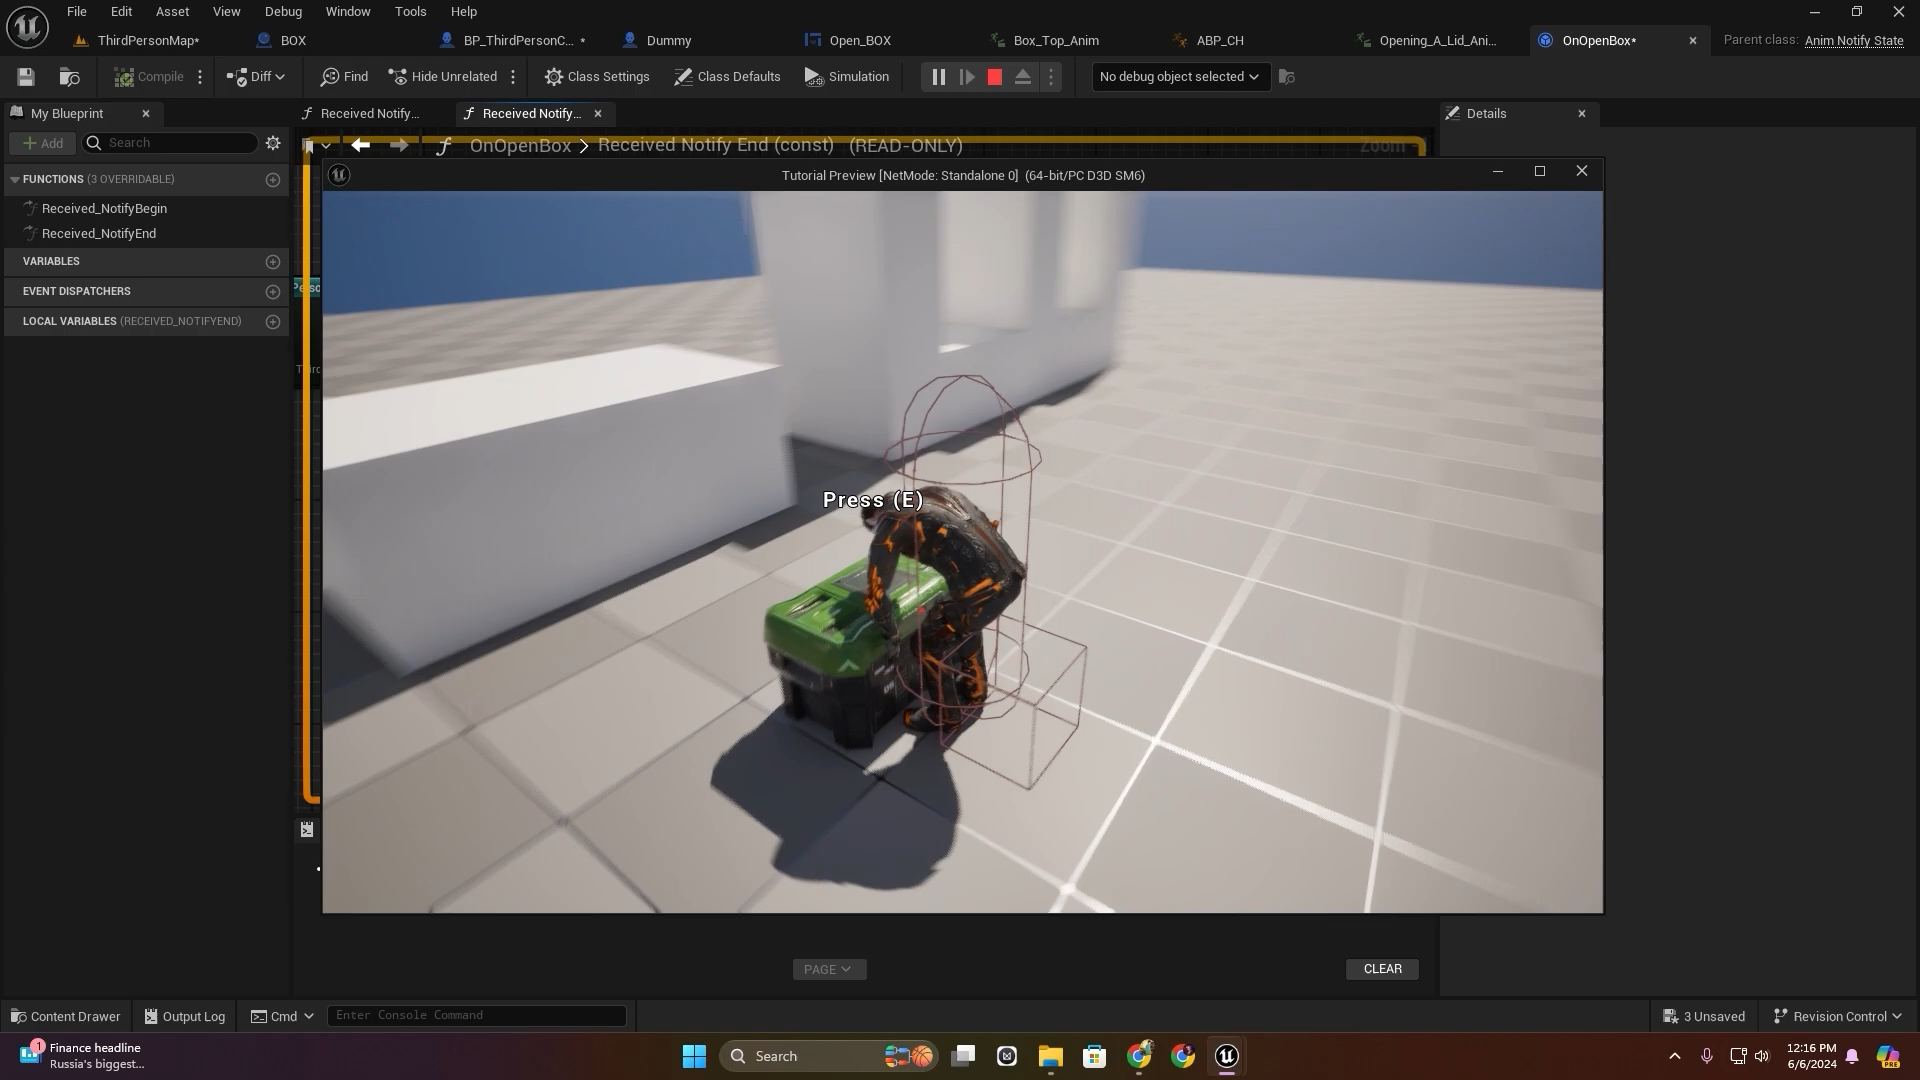 File Edit Asset View Debug Window Tools Help
ThirdPersonMap* BOX BP_ThirdPersonC... * Dummy Open_BOX Box_Top_Anim ABP_CH Opening_A_Lid_Ani... OnOpenBox* Parent class: Anim Notify State
Compile Diff Find Hide Unrelated Class Settings Class Defaults Simulation No debug object selected
My Blueprint Received Notify... Received Notify... Details
Add Search OnOpenBox > Received Notify End (const) (READ-ONLY) Zoom
Tutorial Preview [NetMode: Standalone 0] (64-bit/PC D3D SM6)
FUNCTIONS (3 OVERRIDABLE)
Received_NotifyBegin
Received_NotifyEnd
VARIABLES
EVENT DISPATCHERS
LOCAL VARIABLES (RECEIVED_NOTIFYEND)
Press (E)
PAGE CLEAR
Content Drawer Output Log Cmd Enter Console Command 3 Unsaved Revision Control
1 Finance headline
Russia's biggest...
Search
12:16 PM
6/6/2024
PRE